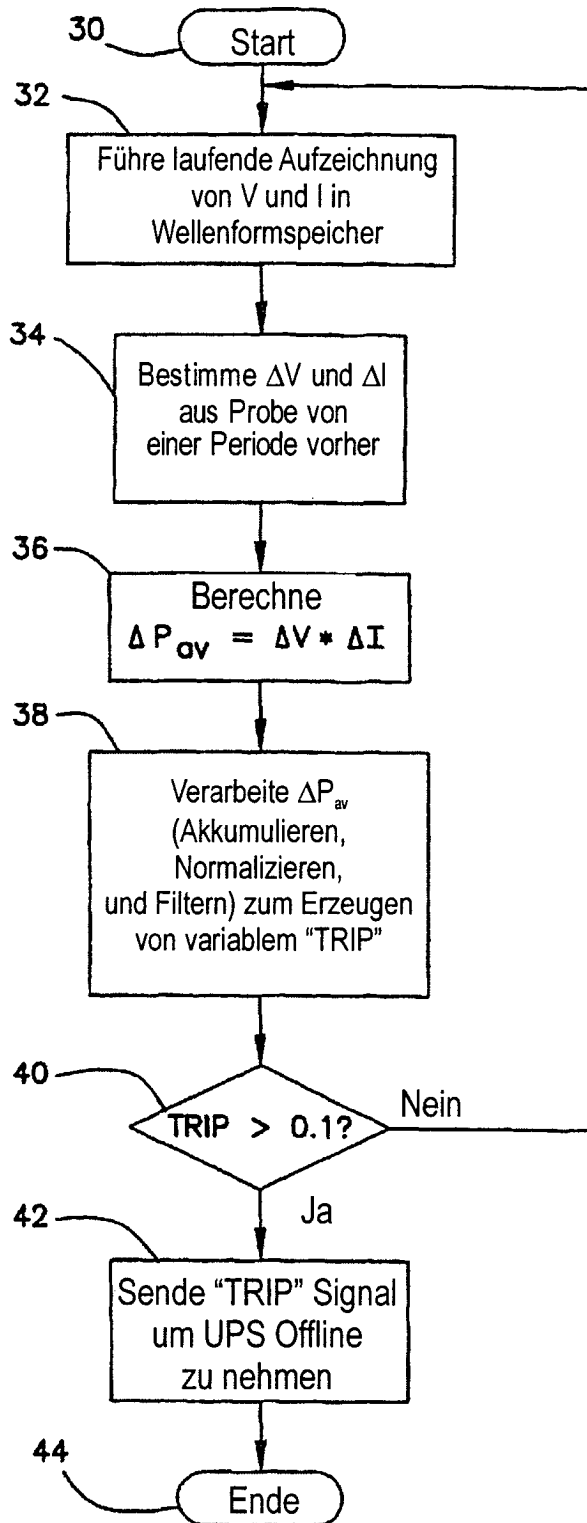 30
Start
32
Führe laufende Aufzeichnung
von V und I in
Wellenformspeicher
34
Bestimme ΔV und ΔI
aus Probe von
einer Periode vorher
36
Berechne
ΔPav = ΔV * ΔI
38
Verarbeite ΔPav
(Akkumulieren,
Normalizieren,
und Filtern) zum Erzeugen
von variablem “TRIP”
40
TRIP > 0.1?
Nein
Ja
42
Sende “TRIP” Signal
um UPS Offline
zu nehmen
44
Ende